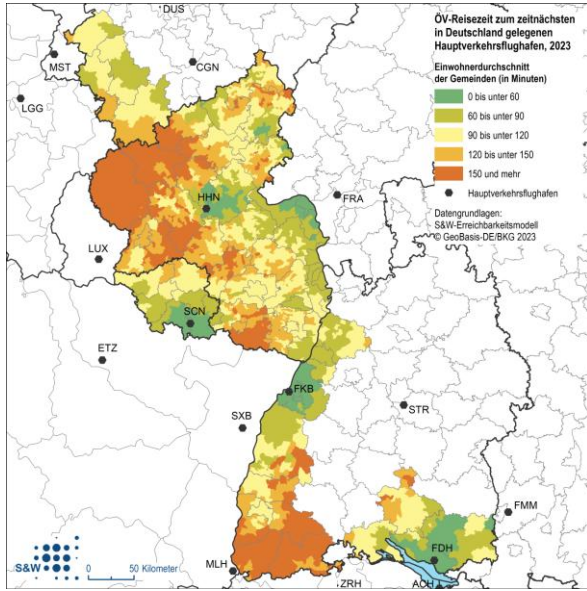 ÖV-Reisezeit zum zeitnächsten
in Deutschland gelegenen
Hauptverkehrsflughafen, 2023
Einwohnerdurchschnitt
der Gemeinden (in Minuten)
0 bis unter 60
60 bis unter 90
90 bis unter 120
120 bis unter 150
150 und mehr
Hauptverkehrsflughafen
Datengrundlagen:
S&W-Erreichbarkeitsmodell
© GeoBasis-DE/BKG 2023
DUS
MST
CGN
LGG
HHN
FRA
LUX
SCN
ETZ
FKB
STR
SXB
FMM
FDH
MLH
ZRH
ACH
S&W
0 50 Kilometer